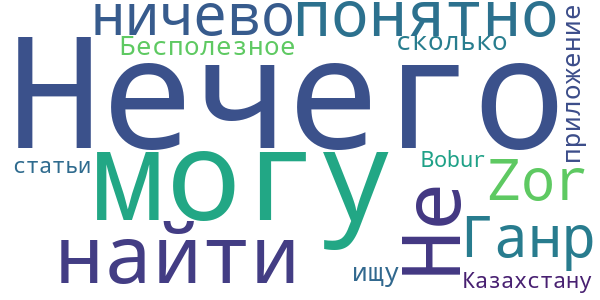 ничево понятно
Бесполезное сколько
приложение
Нечего
могу
статьи
Bobur
Zor
Не
найти
Ганр
ищу
Казахстану